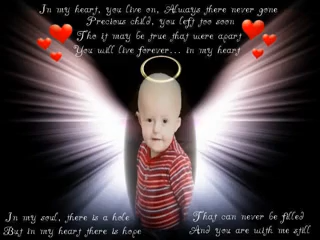 In my heart, you live on, Always there never gone
Precious child, you left too soon
Tho it may be true that were apart
You will live forever... in my heart
In my soul, there is a hole
But in my heart there is hope
That can never be filled
And you are with me still